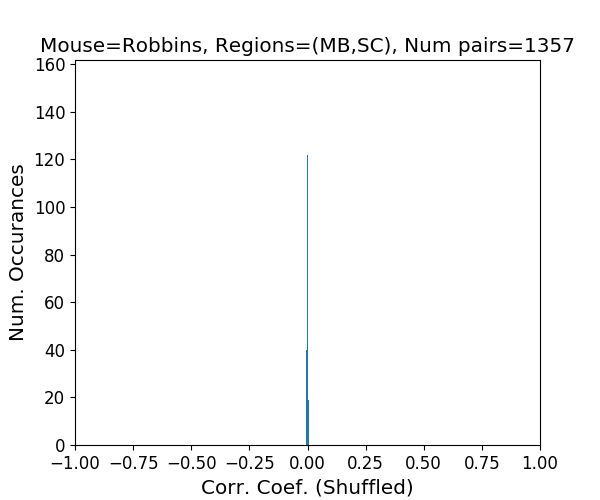 Mouse=Robbins, Regions=(MB,SC), Num pairs=1357
160
140
120
100
80
60
40
20
0
Num. Occurances
−1.00 −0.75 −0.50 −0.25 0.00 0.25 0.50 0.75 1.00
Corr. Coef. (Shuffled)